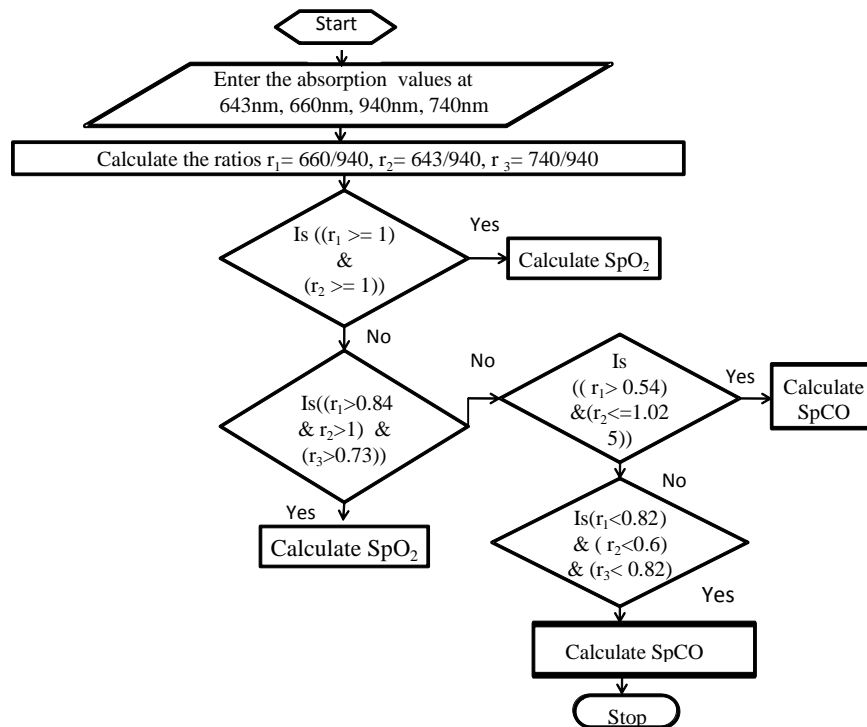 Start
Enter the absorption values at
643nm, 660nm, 940nm, 740nm
Calculate the ratios r₁= 660/940, r₂= 643/940, r ₃= 740/940
Is ((r₁ >= 1)
&
(r₂ >= 1))
Yes
Calculate SpO₂
No
Is((r₁>0.84
& r₂>1) &
(r₃>0.73))
No
Is
(( r₁> 0.54)
&(r₂<=1.02
5))
Yes
Calculate
SpCO
Yes
Calculate SpO₂
No
Is(r₁<0.82)
& ( r₂<0.6)
& (r₃< 0.82)
Yes
Calculate SpCO
Stop